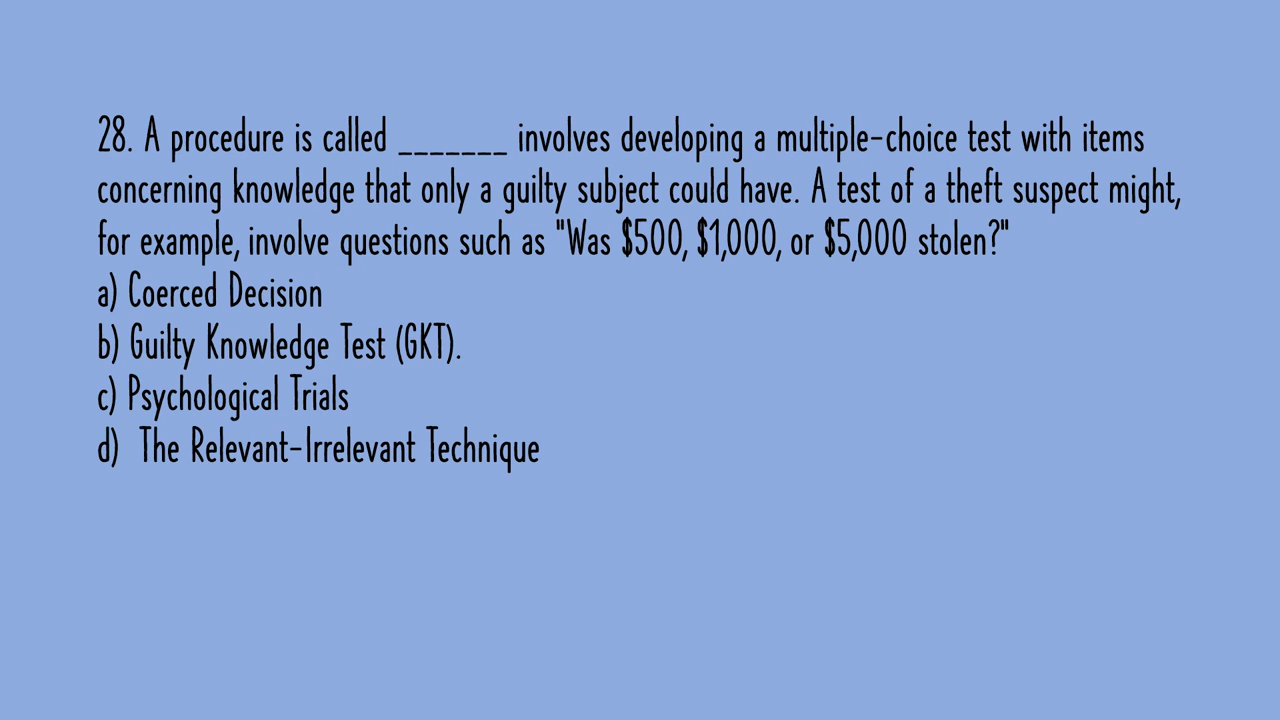 28. A procedure is called _______ involves developing a multiple-choice test with items
concerning knowledge that only a guilty subject could have. A test of a theft suspect might,
for example, involve questions such as "Was $500, $1,000, or $5,000 stolen?"
a) Coerced Decision
b) Guilty Knowledge Test (GKT).
c) Psychological Trials
d) The Relevant-Irrelevant Technique